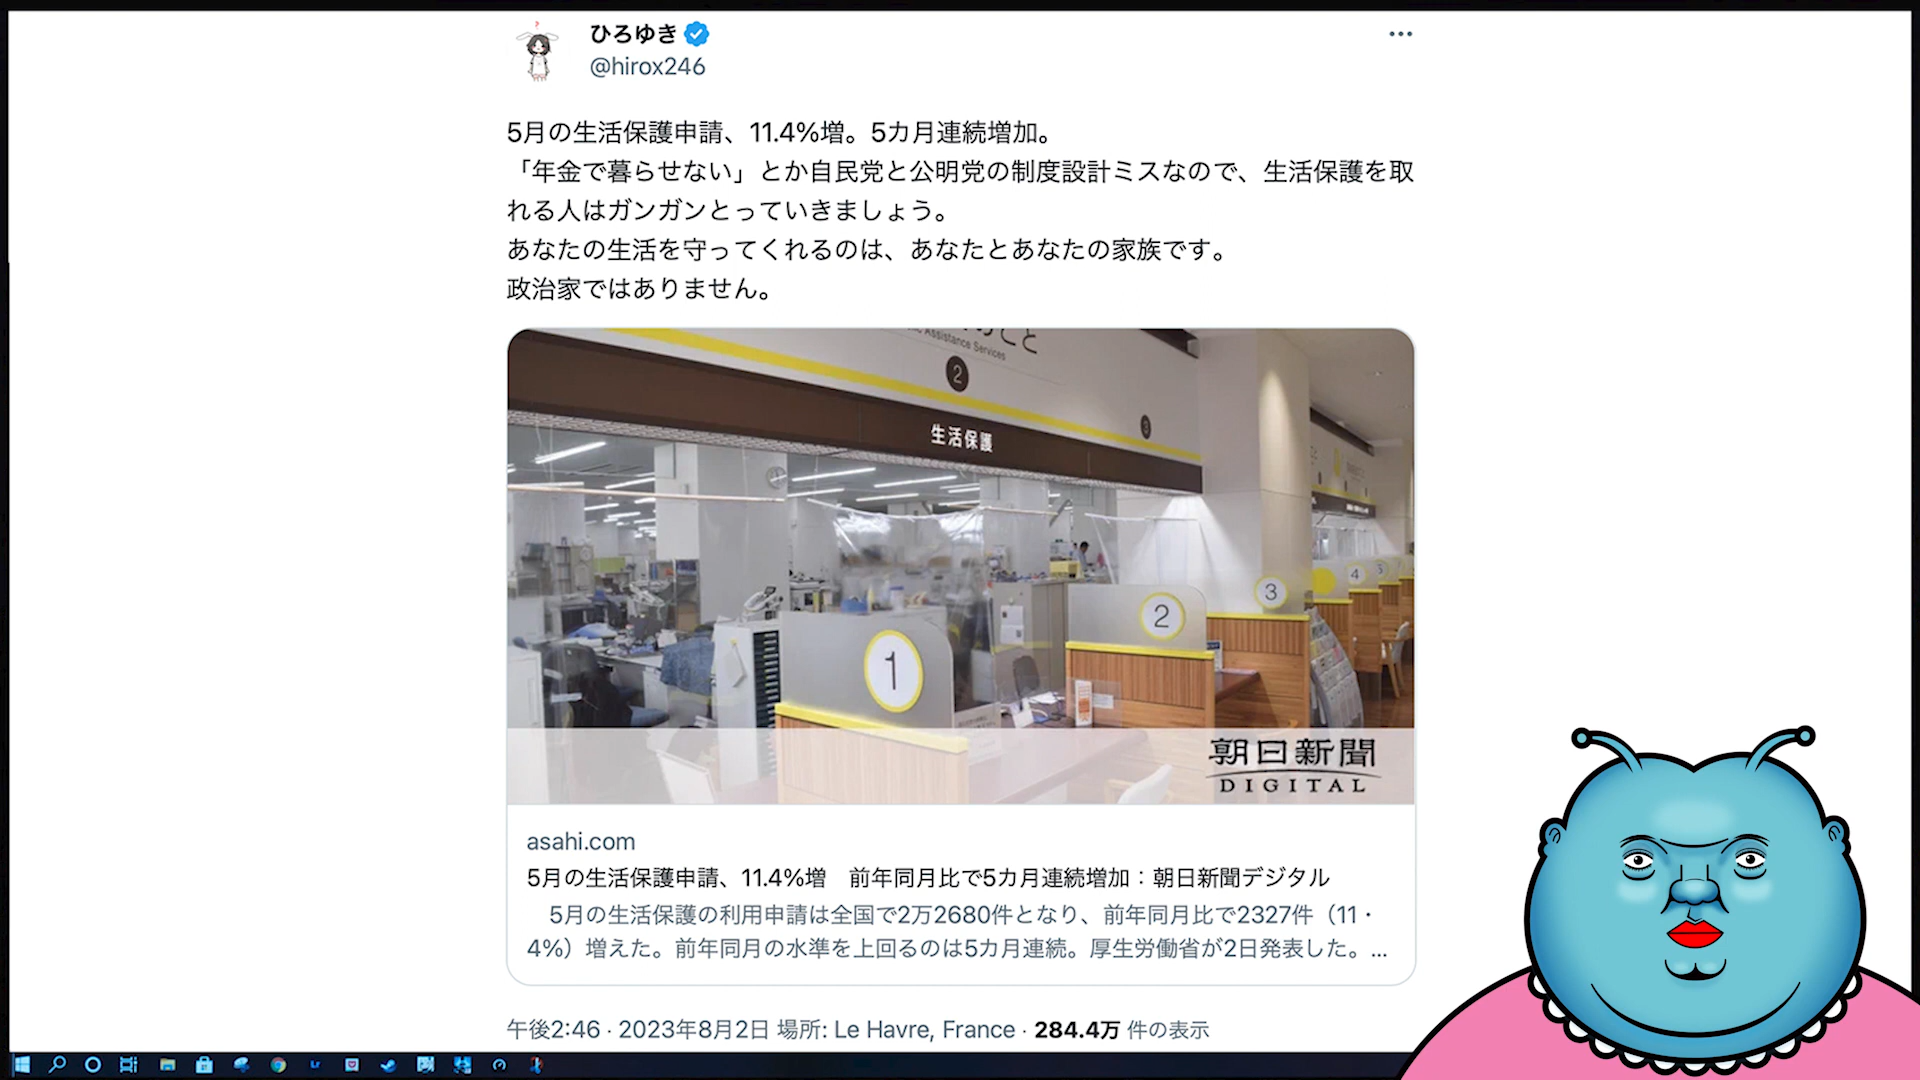 ひろゆき
@hirox246
5月の生活保護申請、11.4%増。5カ月連続増加。
「年金で暮らせない」とか自民党と公明党の制度設計ミスなので、生活保護を取
れる人はガンガンとっていきましょう。
あなたの生活を守ってくれるのは、あなたとあなたの家族です。
政治家ではありません。
Assistance Services
2
3
生活保護
1
2
3
4
5
朝日新聞
DIGITAL
asahi.com
5月の生活保護申請、11.4%増　前年同月比で5カ月連続増加：朝日新聞デジタル
5月の生活保護の利用申請は全国で2万2680件となり、前年同月比で2327件（11・
4%）増えた。前年同月の水準を上回るのは5カ月連続。厚生労働省が2日発表した。...
午後2:46 · 2023年8月2日 場所: Le Havre, France · 284.4万 件の表示
Lr